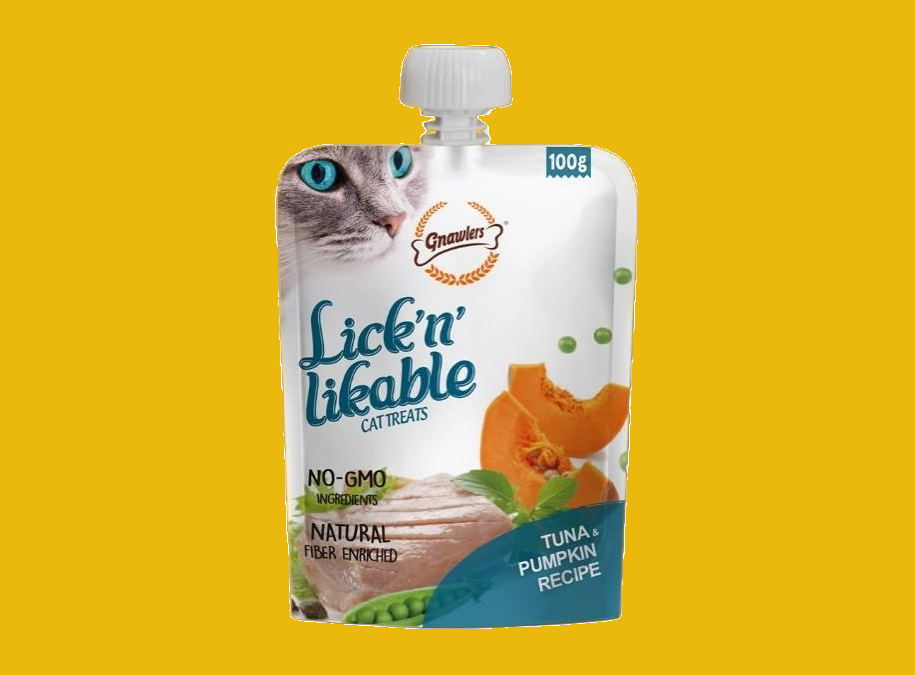 100g
Gnawlers®
Lick'n'
likable
CAT TREATS
NO-GMO
INGREDIENTS
NATURAL
FIBER ENRICHED
TUNA &
PUMPKIN
RECIPE